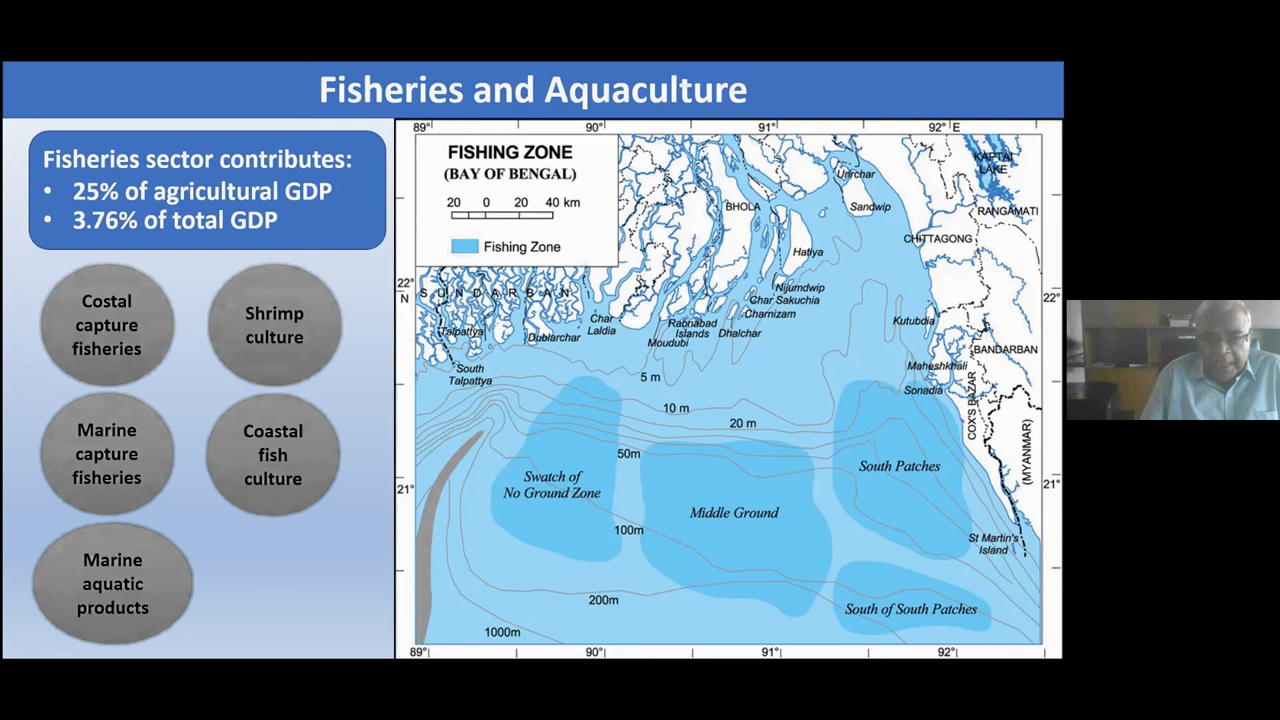 Fisheries and Aquaculture
Fisheries sector contributes:
• 25% of agricultural GDP
• 3.76% of total GDP
Costal
capture
fisheries
Shrimp
culture
Marine
capture
fisheries
Coastal
fish
culture
Marine
aquatic
products
89°
90°
91°
92° E
FISHING ZONE
(BAY OF BENGAL)
20 0 20 40 km
Fishing Zone
KAPTAI
LAKE
Urirchar
BHOLA
Sandwip
RANGAMATI
CHITTAGONG
Hatiya
22°
N
SUNDARBAN
Nijumdwip
Char Sakuchia
Charnizam
22°
Talpattya
Dublarchar
Char
Laldia
Rabnabad
Islands
Moudubi
Dhalchar
Kutubdia
BANDARBAN
South
Talpattya
Maheshkhali
Sonadia
COX'S BAZAR
(MYANMAR)
5 m
10 m
20 m
50m
South Patches
Swatch of
No Ground Zone
21°
21°
Middle Ground
100m
St Martin's
Island
200m
South of South Patches
1000m
89°
90°
91°
92°